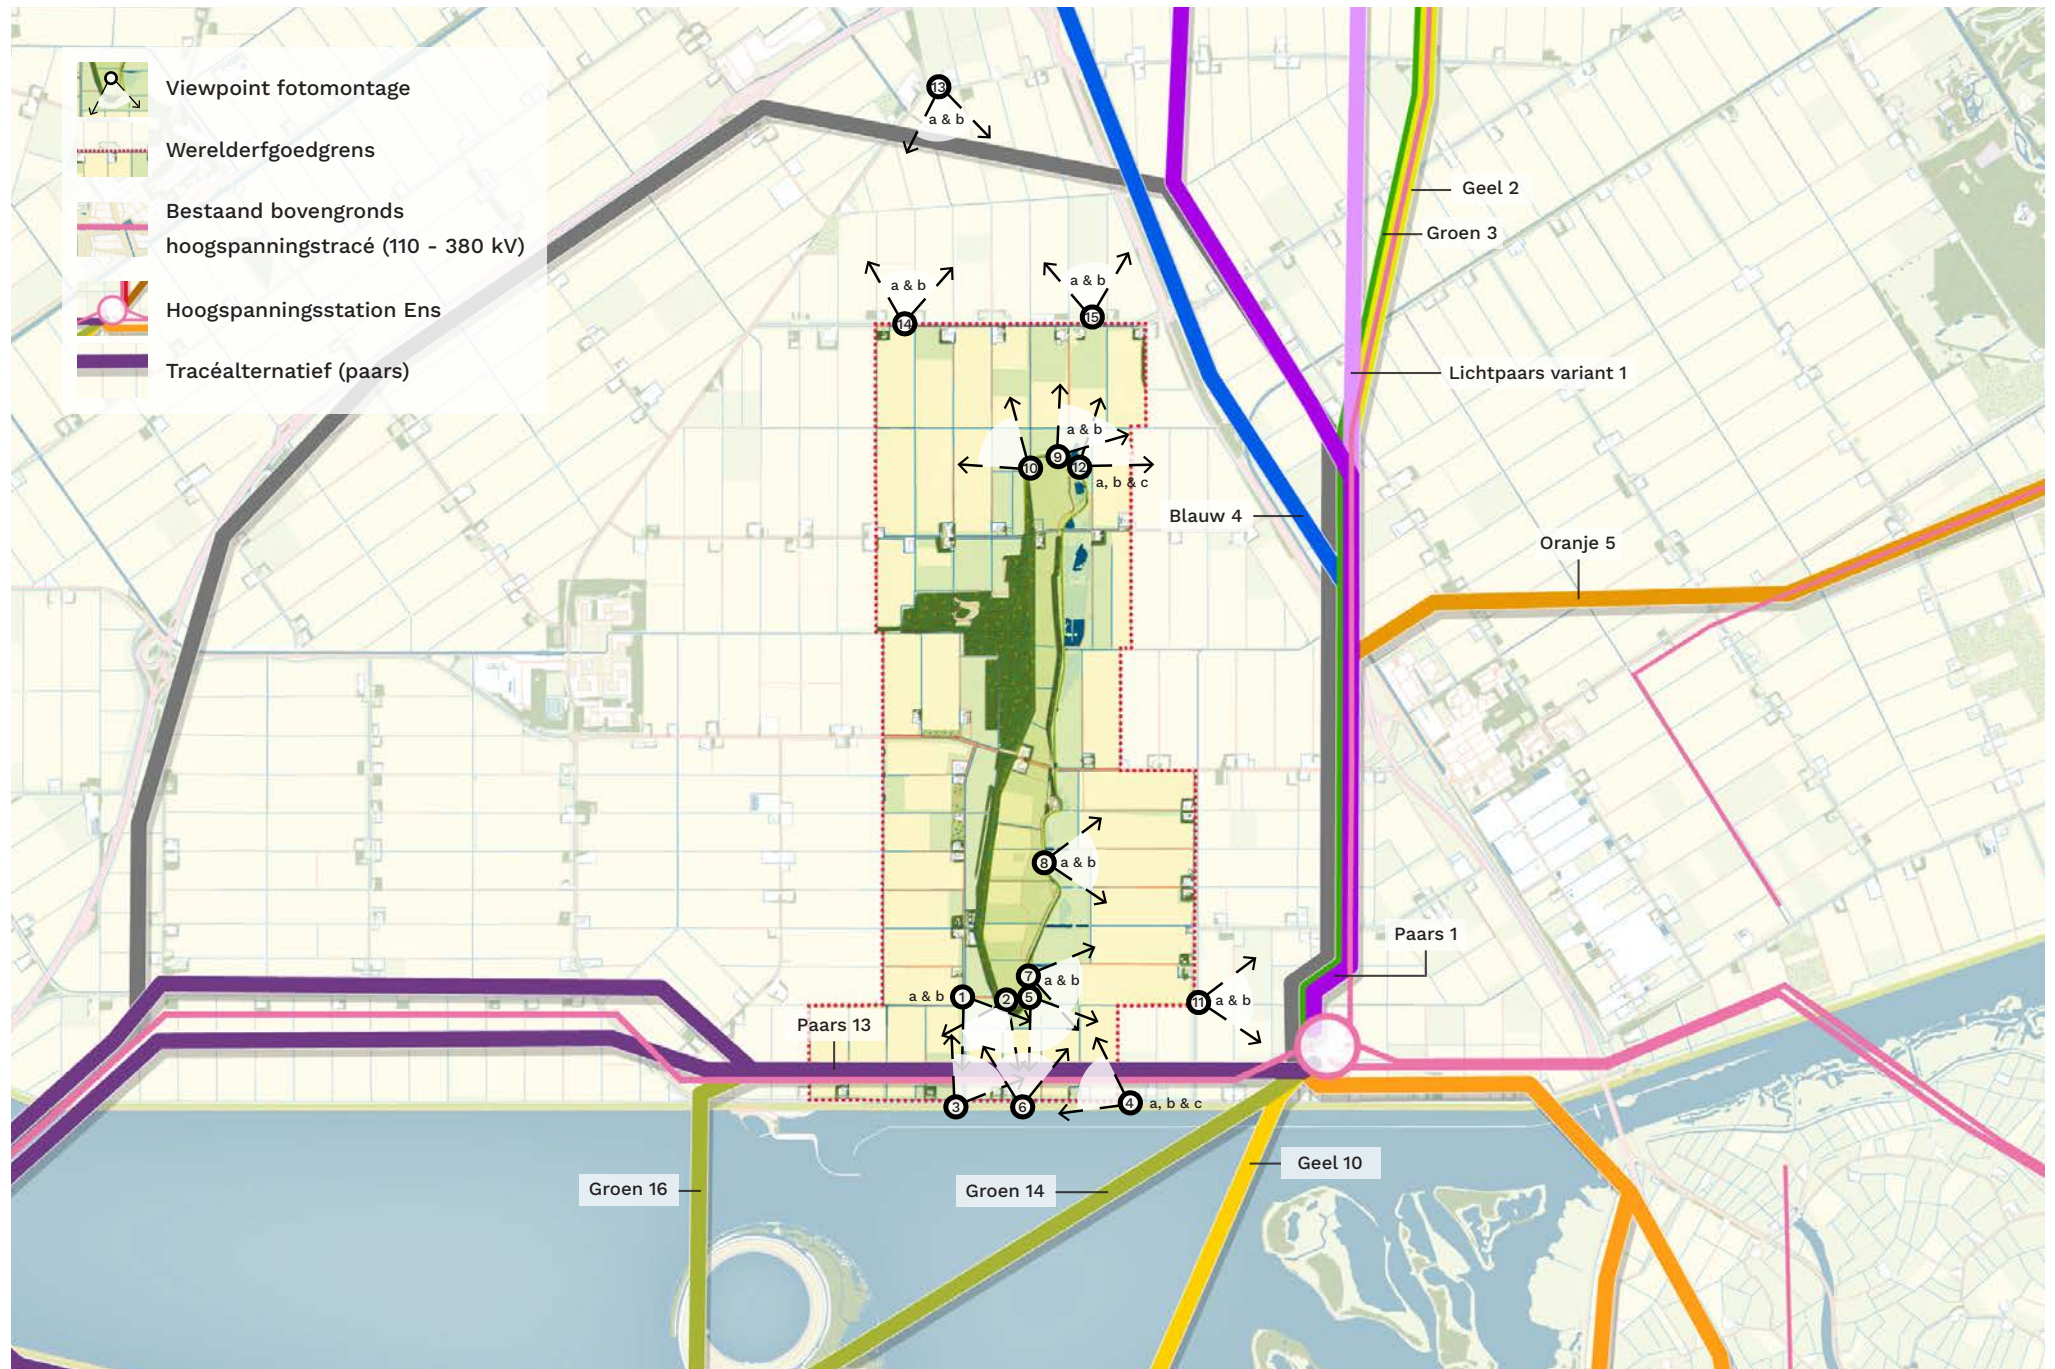 Viewpoint fotomontage
Werelderfgoedgrens
Bestaand bovengronds
hoogspanningstracé (110 - 380 kV)
Hoogspanningsstation Ens
Tracéalternatief (paars)
13
a & b
Geel 2
Groen 3
a & b
a & b
14
15
Lichtpaars variant 1
a & b
9
10
12
a, b & c
Blauw 4
Oranje 5
8
a & b
Paars 1
7
a & b
a & b
1
2
5
11
a & b
Paars 13
3
6
4
a, b & c
Geel 10
Groen 16
Groen 14